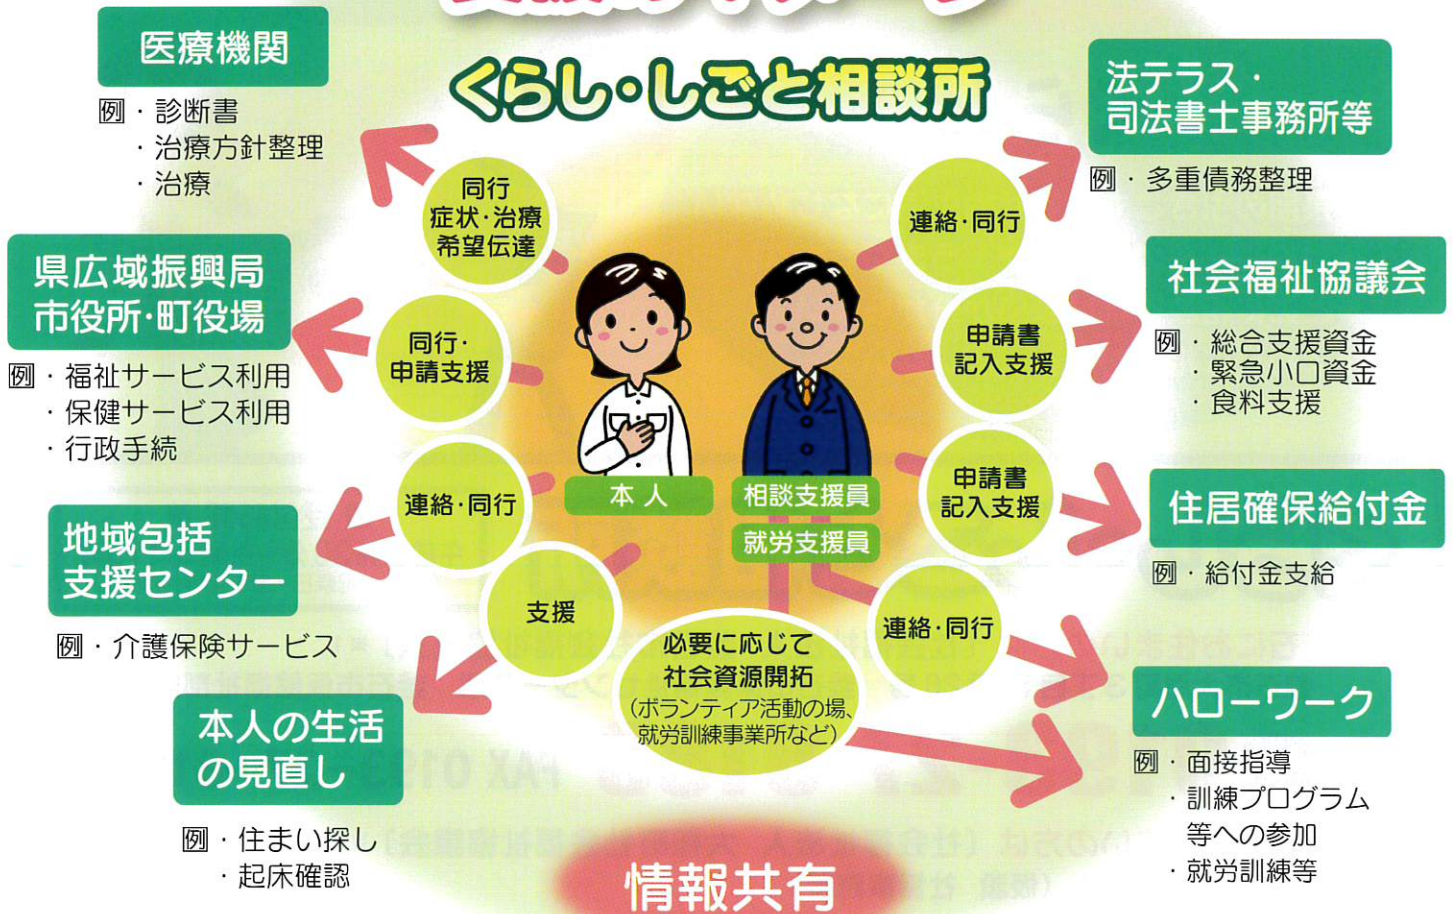 くらし・しごと相談所
医療機関
例・診断書
・治療方針整理
・治療
同行
症状・治療
希望伝達
県広域振興局
市役所・町役場
例・福祉サービス利用
・保健サービス利用
・行政手続
同行・
申請支援
地域包括
支援センター
例・介護保険サービス
連絡・同行
本人の生活
の見直し
例・住まい探し
・起床確認
支援
本人
相談支援員
就労支援員
必要に応じて
社会資源開拓
（ボランティア活動の場、
就労訓練事業所など）
法テラス・
司法書士事務所等
例・多重債務整理
連絡・同行
社会福祉協議会
例・総合支援資金
・緊急小口資金
・食料支援
申請書
記入支援
住居確保給付金
例・給付金支給
申請書
記入支援
ハローワーク
例・面接指導
・訓練プログラム
等への参加
・就労訓練等
連絡・同行
情報共有